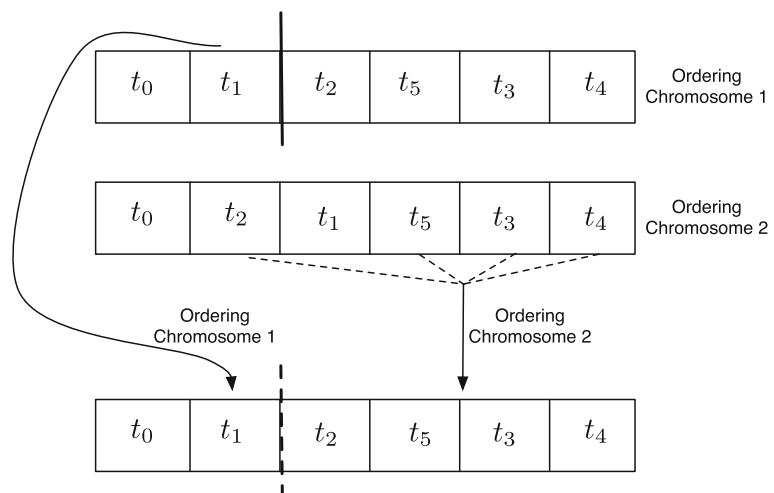 t0 t1 t2 t5 t3 t4
Ordering
Chromosome 1
t0 t2 t1 t5 t3 t4
Ordering
Chromosome 2
Ordering
Chromosome 1
Ordering
Chromosome 2
t0 t1 t2 t5 t3 t4